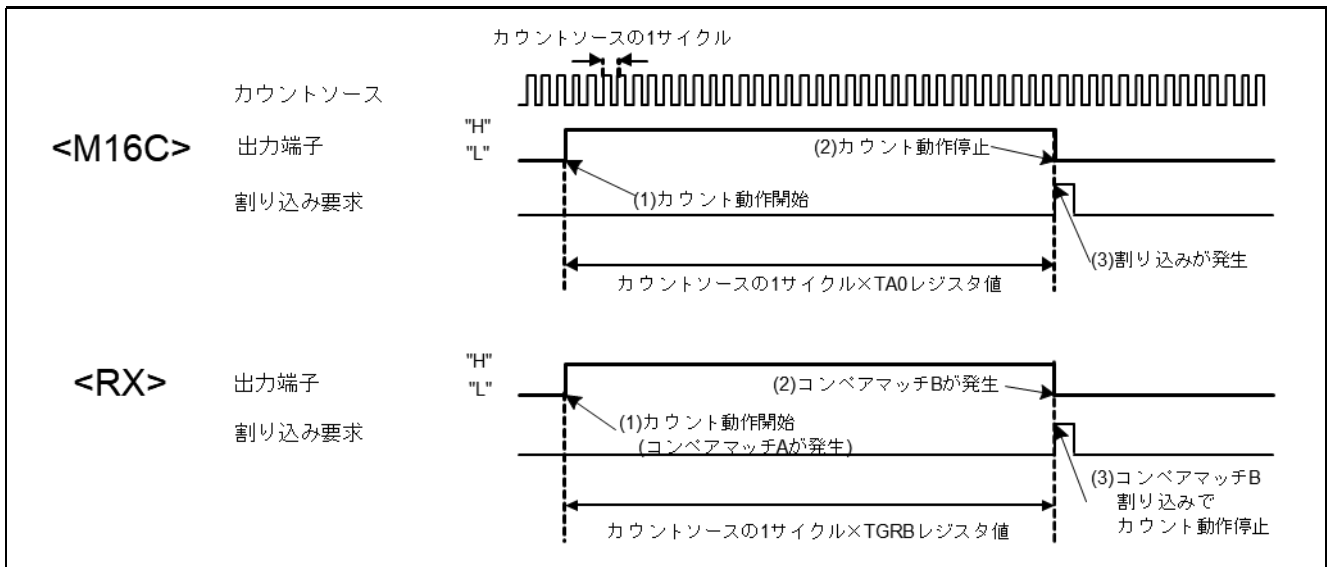 カウントソースの1サイクル
カウントソース
<M16C>
出力端子
"H"
"L"
(2)カウント動作停止
割り込み要求
(1)カウント動作開始
(3)割り込みが発生
カウントソースの1サイクル×TA0レジスタ値
<RX>
出力端子
"H"
"L"
(2)コンペアマッチBが発生
割り込み要求
(1)カウント動作開始
(コンペアマッチAが発生)
(3)コンペアマッチB
割り込みで
カウント動作停止
カウントソースの1サイクル×TGRBレジスタ値